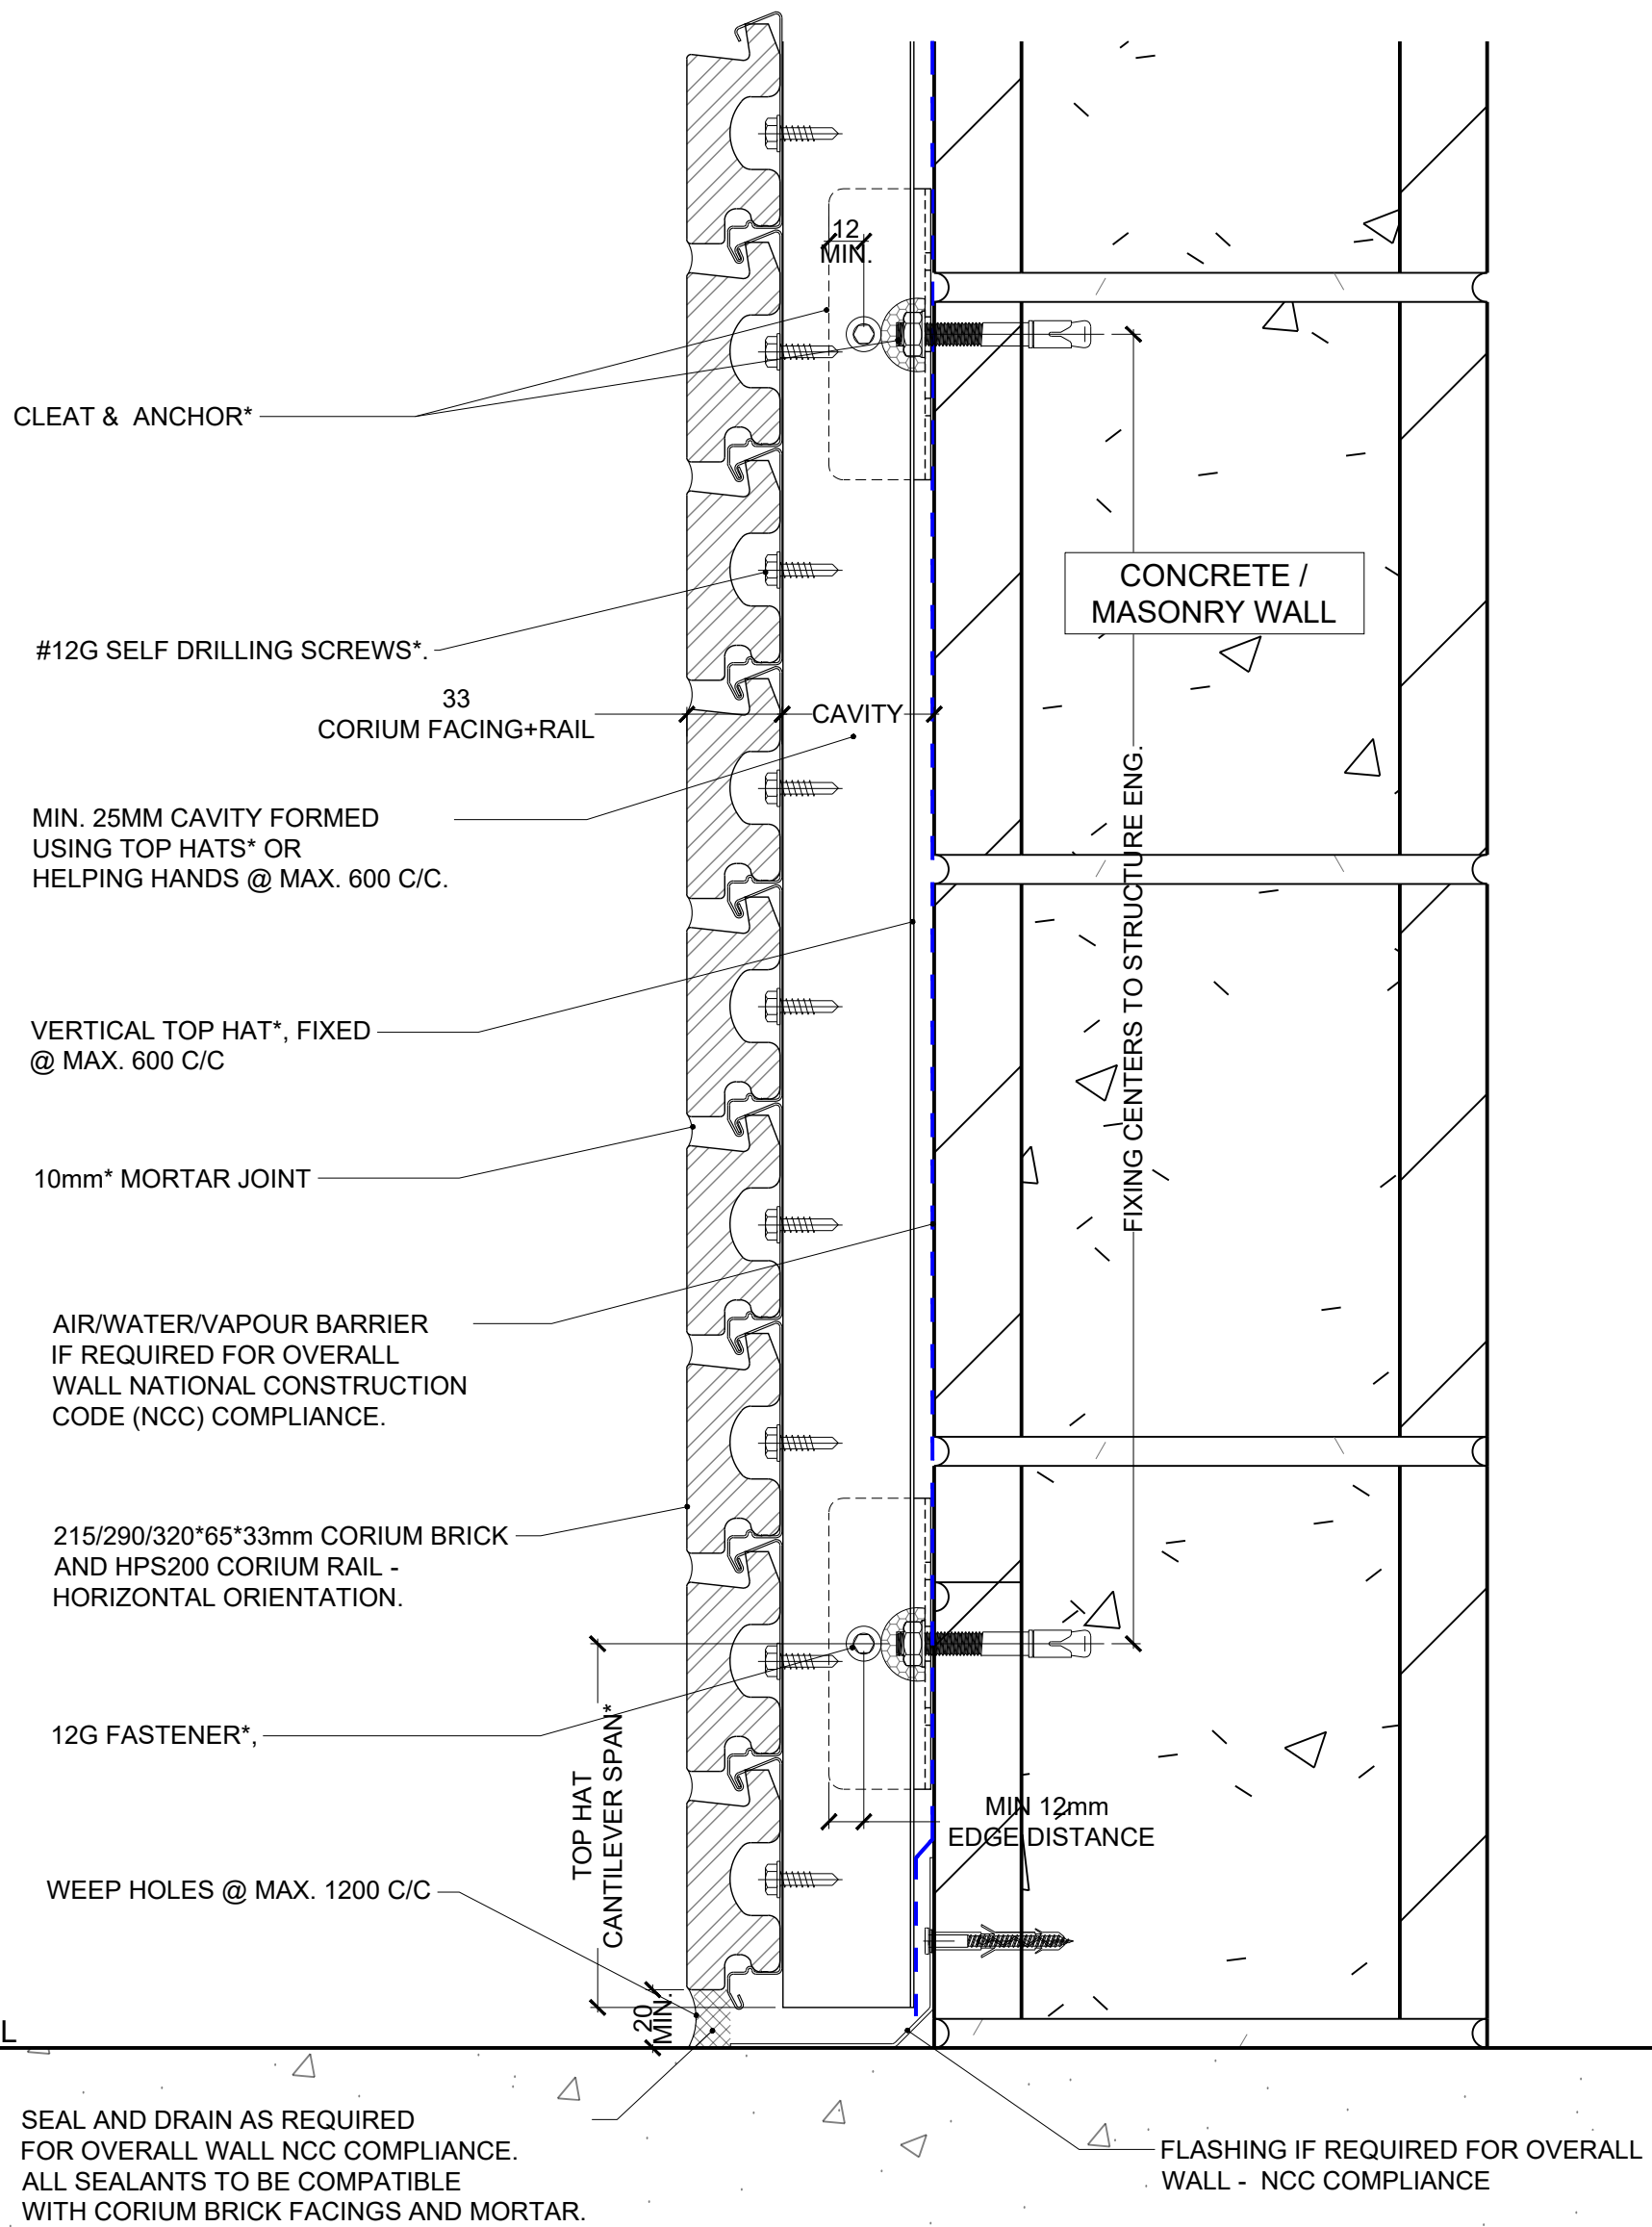 12
MIN.
CLEAT &  ANCHOR*
CONCRETE /
MASONRY WALL
#12G SELF DRILLING SCREWS*.
33
CORIUM FACING+RAIL
CAVITY
MIN. 25MM CAVITY FORMED
USING TOP HATS* OR
HELPING HANDS @ MAX. 600 C/C.
FIXING CENTERS TO STRUCTURE ENG.
VERTICAL TOP HAT*, FIXED
@ MAX. 600 C/C
10mm* MORTAR JOINT
AIR/WATER/VAPOUR BARRIER
IF REQUIRED FOR OVERALL
WALL NATIONAL CONSTRUCTION
CODE (NCC) COMPLIANCE.
215/290/320*65*33mm CORIUM BRICK
AND HPS200 CORIUM RAIL -
HORIZONTAL ORIENTATION.
12G FASTENER*,
TOP HAT
CANTILEVER SPAN*
MIN 12mm
EDGE DISTANCE
WEEP HOLES @ MAX. 1200 C/C
20
MIN.
L
SEAL AND DRAIN AS REQUIRED
FOR OVERALL WALL NCC COMPLIANCE.
ALL SEALANTS TO BE COMPATIBLE
WITH CORIUM BRICK FACINGS AND MORTAR.
FLASHING IF REQUIRED FOR OVERALL
WALL -  NCC COMPLIANCE